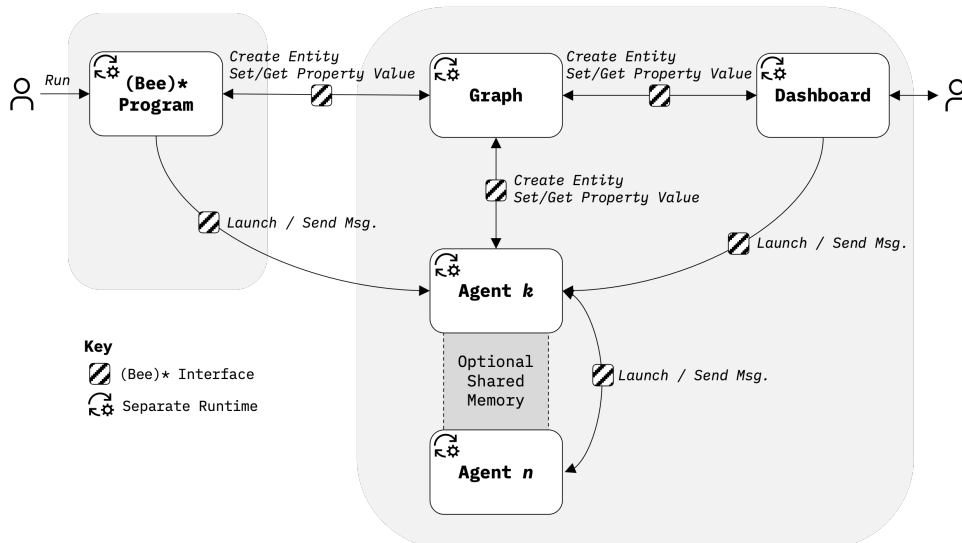 Run
(Bee)*
Program
Create Entity
Set/Get Property Value
Graph
Create Entity
Set/Get Property Value
Dashboard
Create Entity
Set/Get Property Value
Launch / Send Msg.
Launch / Send Msg.
Agent k
Key
(Bee)* Interface
Separate Runtime
Optional
Shared
Memory
Launch / Send Msg.
Agent n